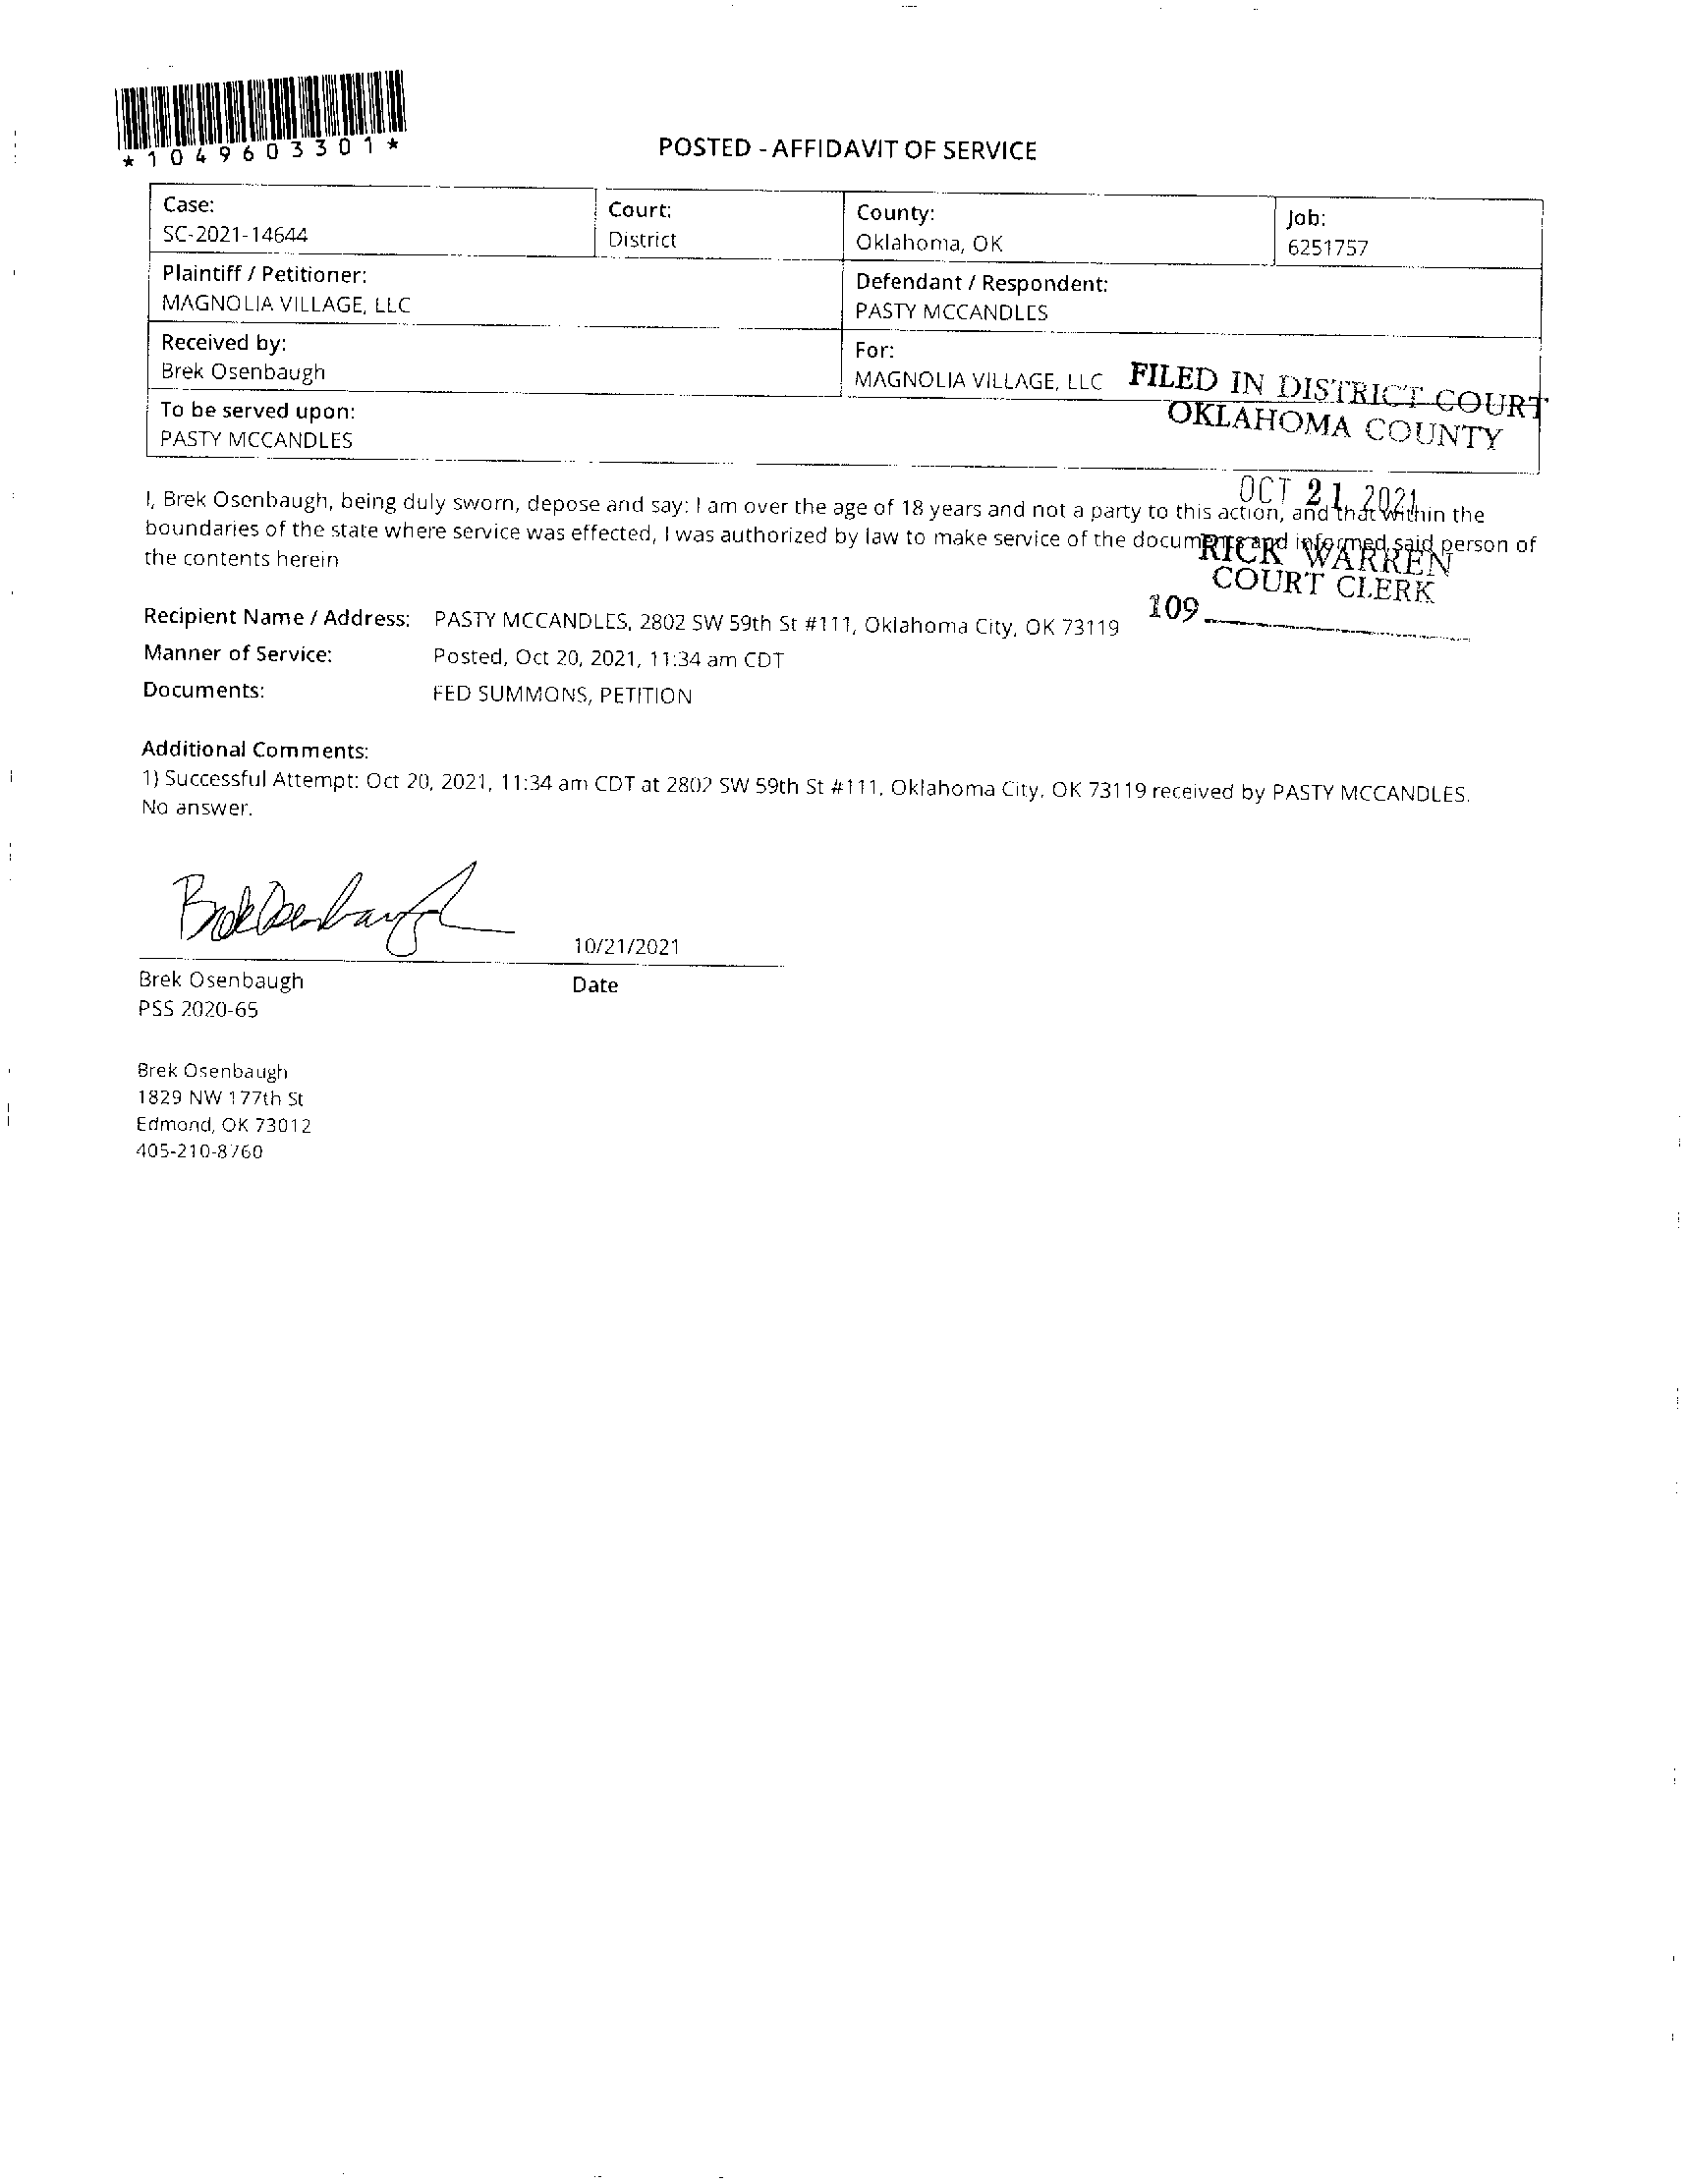 *1049603301*
POSTED - AFFIDAVIT OF SERVICE
Case:
SC-2021-14644
Court:
District
County:
Oklahoma, OK
Job:
6251757
Plaintiff / Petitioner:
MAGNOLIA VILLAGE, LLC
Defendant / Respondent:
PASTY MCCANDLES
Received by:
Brek Osenbaugh
For:
MAGNOLIA VILLAGE, LLC
To be served upon:
PASTY MCCANDLES
FILED IN DISTRICT COURT
OKLAHOMA COUNTY
OCT 21 2021
RICK WARREN
COURT CLERK
109
I, Brek Osenbaugh, being duly sworn, depose and say: I am over the age of 18 years and not a party to this action, and that within the
boundaries of the state where service was effected, I was authorized by law to make service of the documents and informed said person of
the contents herein
Recipient Name / Address: PASTY MCCANDLES, 2802 SW 59th St #111, Oklahoma City, OK 73119
Manner of Service: Posted, Oct 20, 2021, 11:34 am CDT
Documents: FED SUMMONS, PETITION
Additional Comments:
1) Successful Attempt: Oct 20, 2021, 11:34 am CDT at 2802 SW 59th St #111, Oklahoma City, OK 73119 received by PASTY MCCANDLES.
No answer.
Brek Osenbaugh
10/21/2021
Brek Osenbaugh
Date
PSS 2020-65
Brek Osenbaugh
1829 NW 177th St
Edmond, OK 73012
405-210-8760